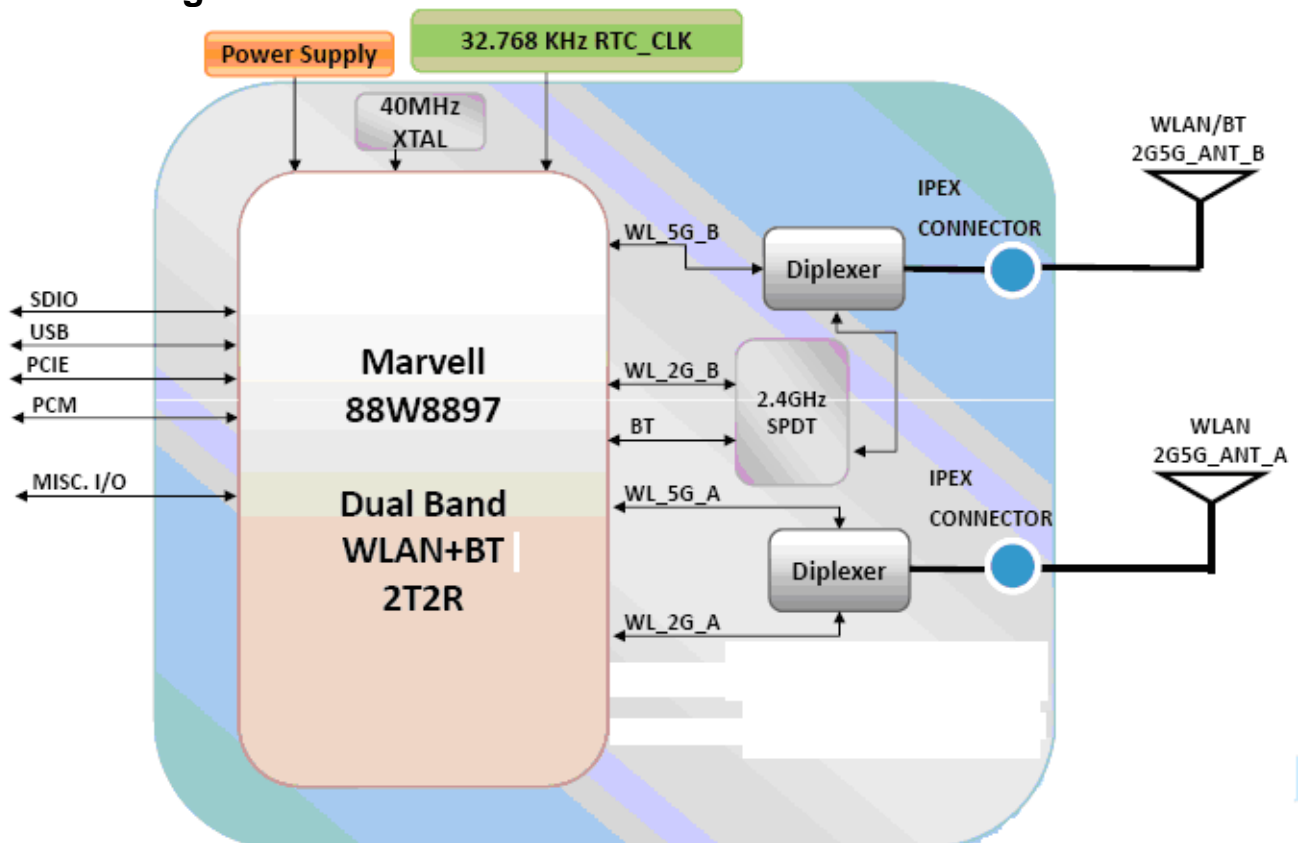 Power Supply
32.768 KHz RTC_CLK
40MHz
XTAL
WLAN/BT
2G5G_ANT_B
IPEX
CONNECTOR
WL_5G_B
Diplexer
SDIO
USB
PCIE
PCM
MISC. I/O
Marvell
88W8897
Dual Band
WLAN+BT
2T2R
WL_2G_B
BT
2.4GHz
SPDT
WLAN
2G5G_ANT_A
IPEX
CONNECTOR
WL_5G_A
Diplexer
WL_2G_A